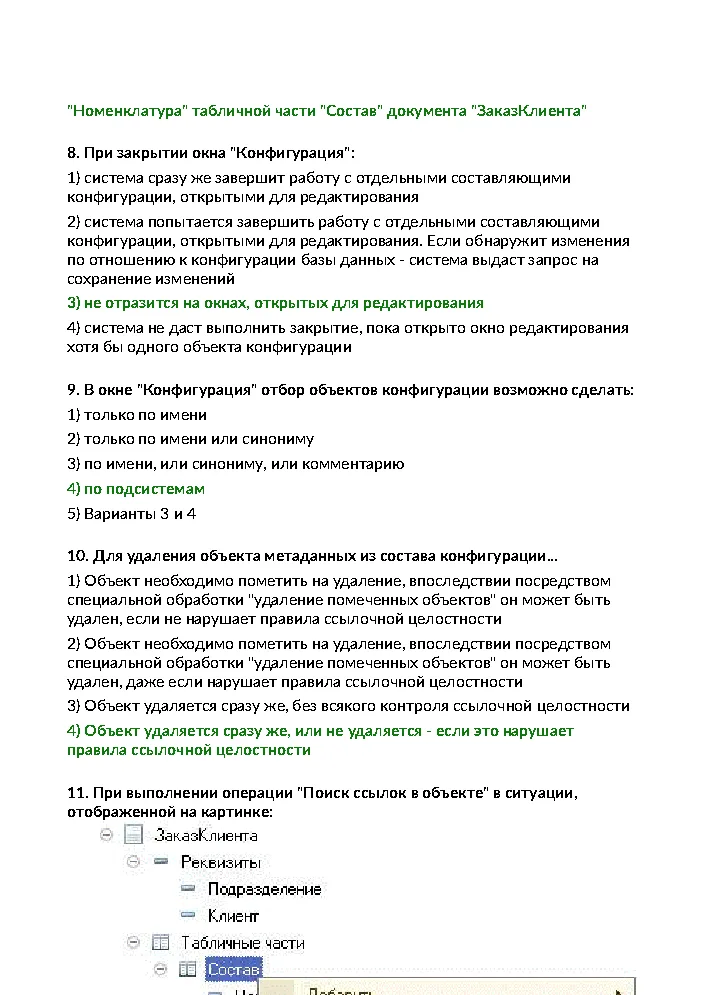 "Номенклатура" табличной части "Состав" документа "ЗаказКлиента"
8. При закрытии окна "Конфигурация":
1) система сразу же завершит работу с отдельными составляющими
конфигурации, открытыми для редактирования
2) система попытается завершить работу с отдельными составляющими
конфигурации, открытыми для редактирования. Если обнаружит изменения
по отношению к конфигурации базы данных - система выдаст запрос на
сохранение изменений
3) не отразится на окнах, открытых для редактирования
4) система не даст выполнить закрытие, пока открыто окно редактирования
хотя бы одного объекта конфигурации
9. В окне "Конфигурация" отбор объектов конфигурации возможно сделать:
1) только по имени
2) только по имени или синониму
3) по имени, или синониму, или комментарию
4) по подсистемам
5) Варианты 3 и 4
10. Для удаления объекта метаданных из состава конфигурации...
1) Объект необходимо пометить на удаление, впоследствии посредством
специальной обработки "удаление помеченных объектов" он может быть
удален, если не нарушает правила ссылочной целостности
2) Объект необходимо пометить на удаление, впоследствии посредством
специальной обработки "удаление помеченных объектов" он может быть
удален, даже если нарушает правила ссылочной целостности
3) Объект удаляется сразу же, без всякого контроля ссылочной целостности
4) Объект удаляется сразу же, или не удаляется - если это нарушает
правила ссылочной целостности
11. При выполнении операции "Поиск ссылок в объекте" в ситуации,
отображенной на картинке:
ЗаказКлиента
Реквизиты
Подразделение
Клиент
Табличные части
Состав